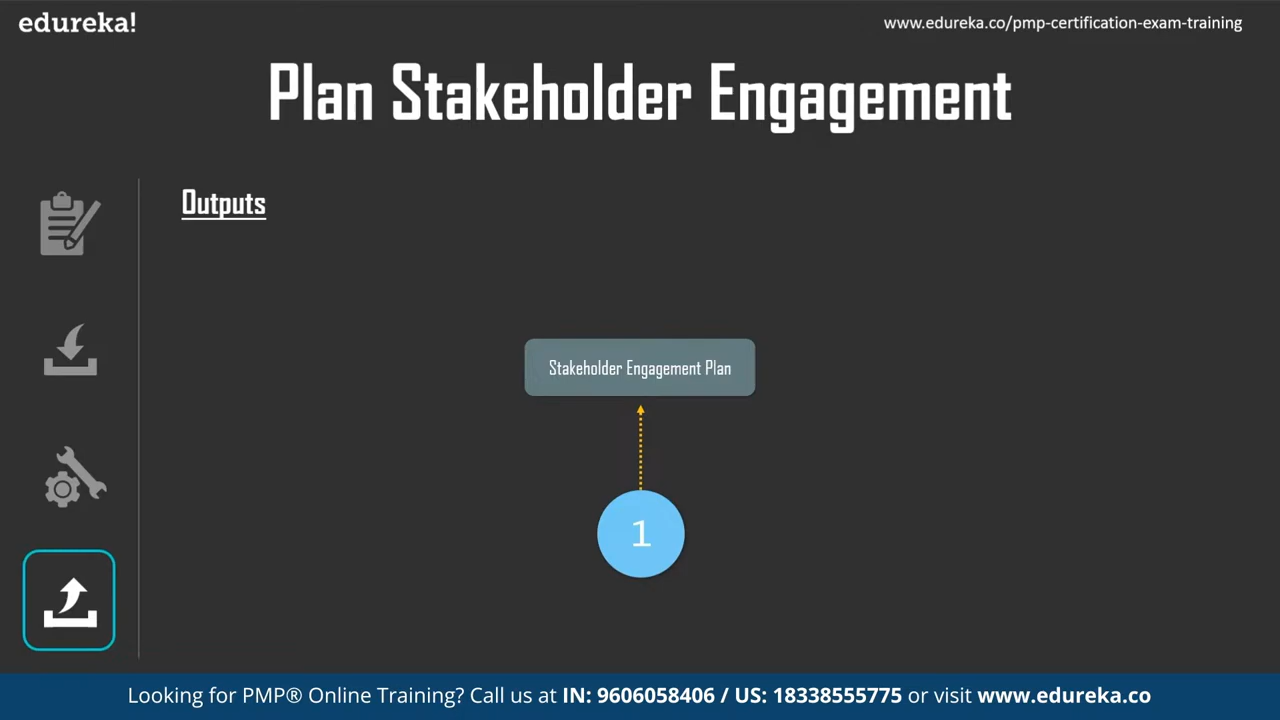 edureka!
www.edureka.co/pmp-certification-exam-training
Plan Stakeholder Engagement
Outputs
Stakeholder Engagement Plan
1
Looking for PMP® Online Training? Call us at IN: 9606058406 / US: 18338555775 or visit www.edureka.co